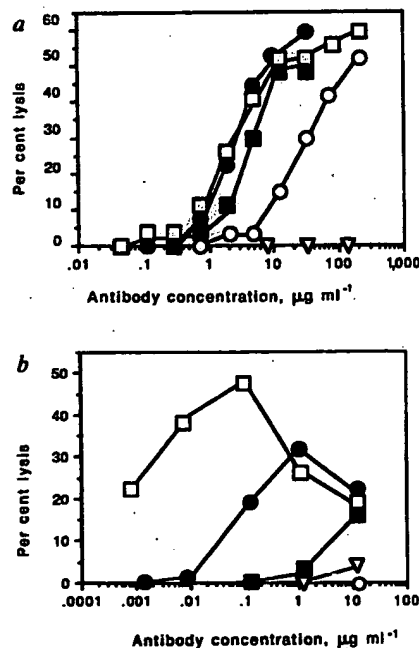 a
Per cent lysis
60
50
40
30
20
10
0
.01 .1 1 10 100 1,000
Antibody concentration, µg ml⁻¹
b
Per cent lysis
50
40
30
20
10
0
.0001 .001 .01 .1 1 10 100
Antibody concentration, µg ml⁻¹